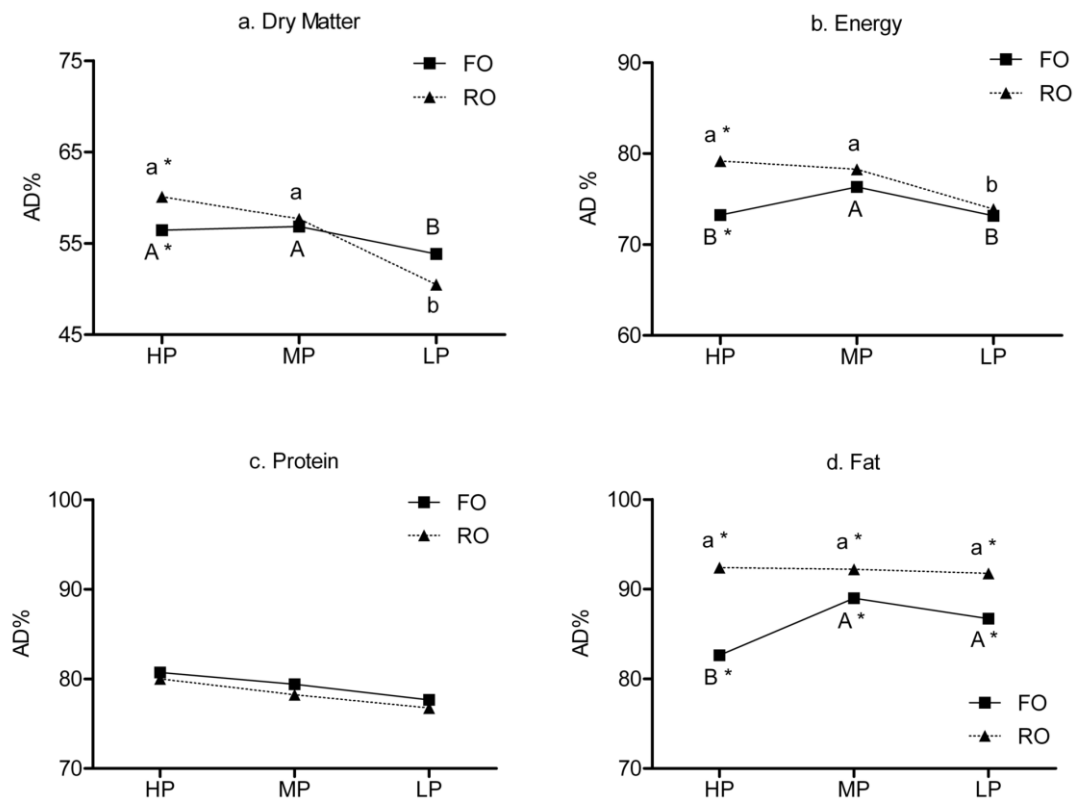 a. Dry Matter
75
65
55
45
AD%
FO
RO
a *
a
B
A *
A
b
HP MP LP
b. Energy
90
80
70
60
AD %
FO
RO
a *
a
b
B *
A
B
HP MP LP
c. Protein
100
90
80
70
AD%
FO
RO
HP MP LP
d. Fat
100
90
80
70
AD%
a * a * a *
A * A *
B *
FO
RO
HP MP LP